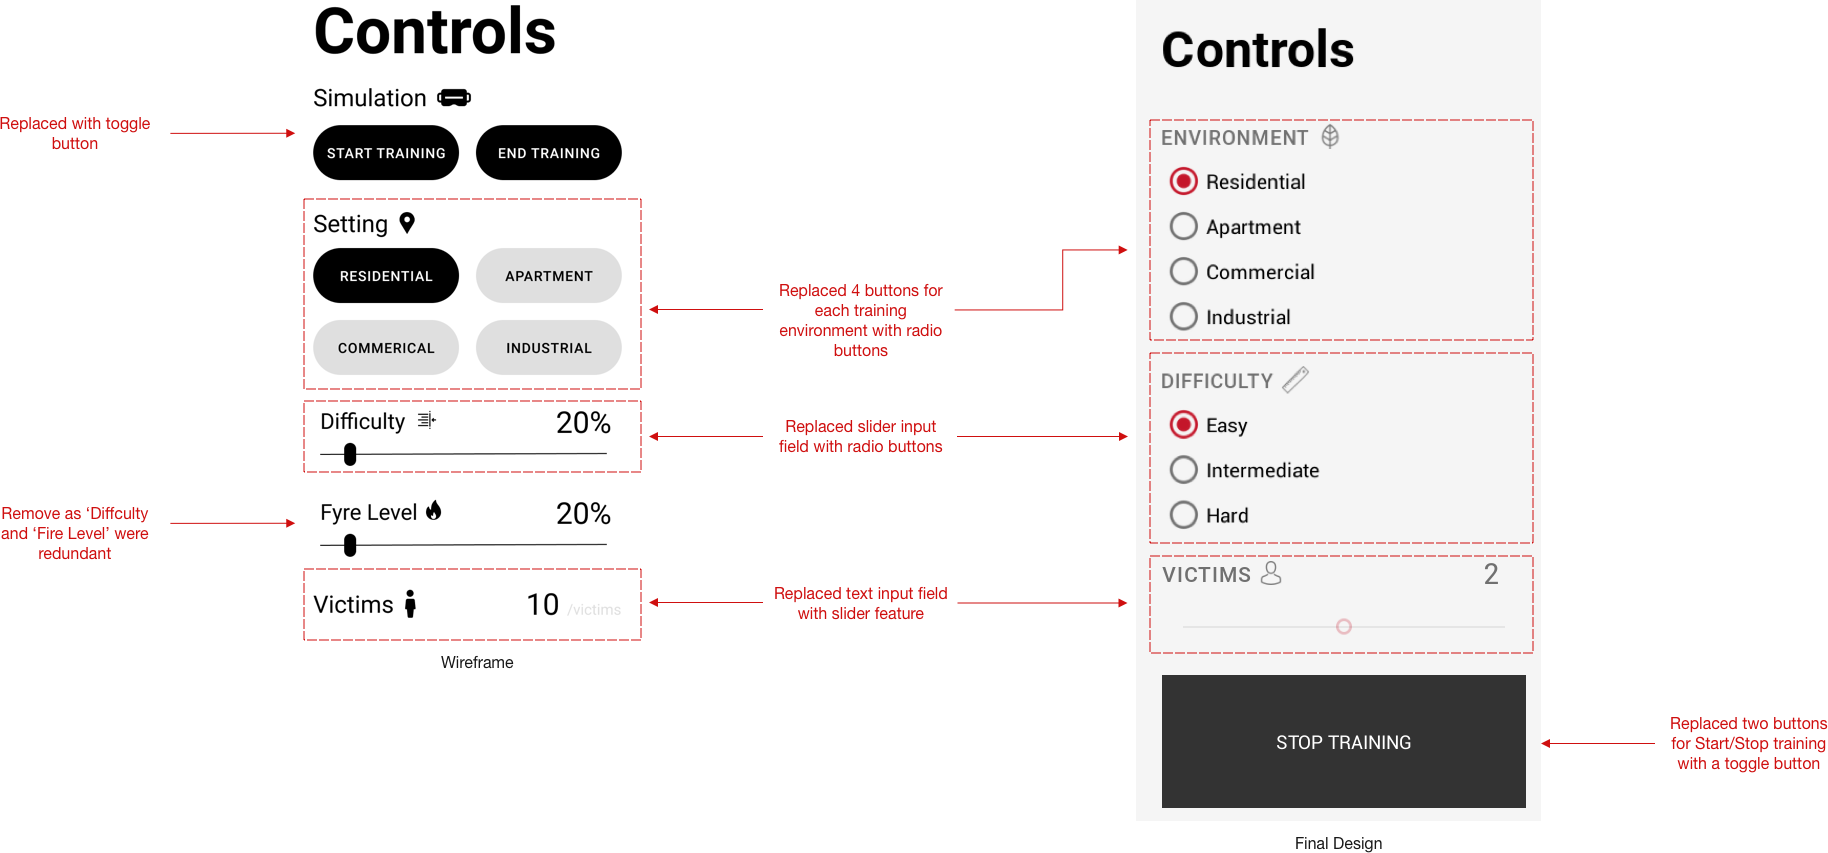 Controls
Simulation
START TRAINING
END TRAINING
Replaced with toggle
button
Setting
RESIDENTIAL
APARTMENT
COMMERICAL
INDUSTRIAL
Difficulty
20%
Fyre Level
20%
Remove as ‘Diffculty
and ‘Fire Level’ were
redundant
Victims
10 /victims
Wireframe
Replaced 4 buttons for
each training
environment with radio
buttons
Replaced slider input
field with radio buttons
Replaced text input field
with slider feature
Controls
ENVIRONMENT
Residential
Apartment
Commercial
Industrial
DIFFICULTY
Easy
Intermediate
Hard
VICTIMS
2
STOP TRAINING
Final Design
Replaced two buttons
for Start/Stop training
with a toggle button